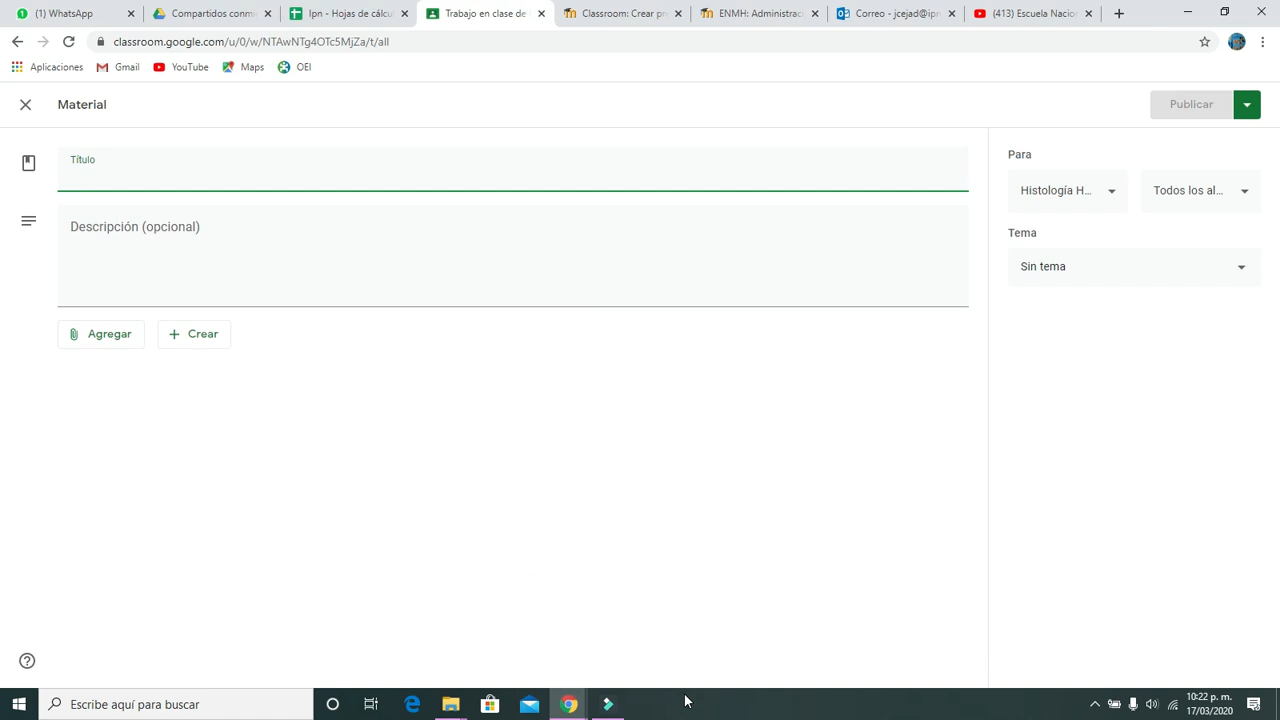 (1) WhatsApp
Compartidos conmi
Ipn - Hojas de cálcu
Trabajo en clase de
Classroom: Crear pr
ENMH: Administrac
Correo - jcejad@ipn
(413) Escuela Nacio
classroom.google.com/u/0/w/NTAwNTg4OTc5MjZa/t/all
Aplicaciones
Gmail
YouTube
Maps
OEI
Material
Publicar
Título
Descripción (opcional)
Agregar
Crear
Para
Histología H...
Todos los al...
Tema
Sin tema
Escribe aquí para buscar
10:22 p. m.
17/03/2020